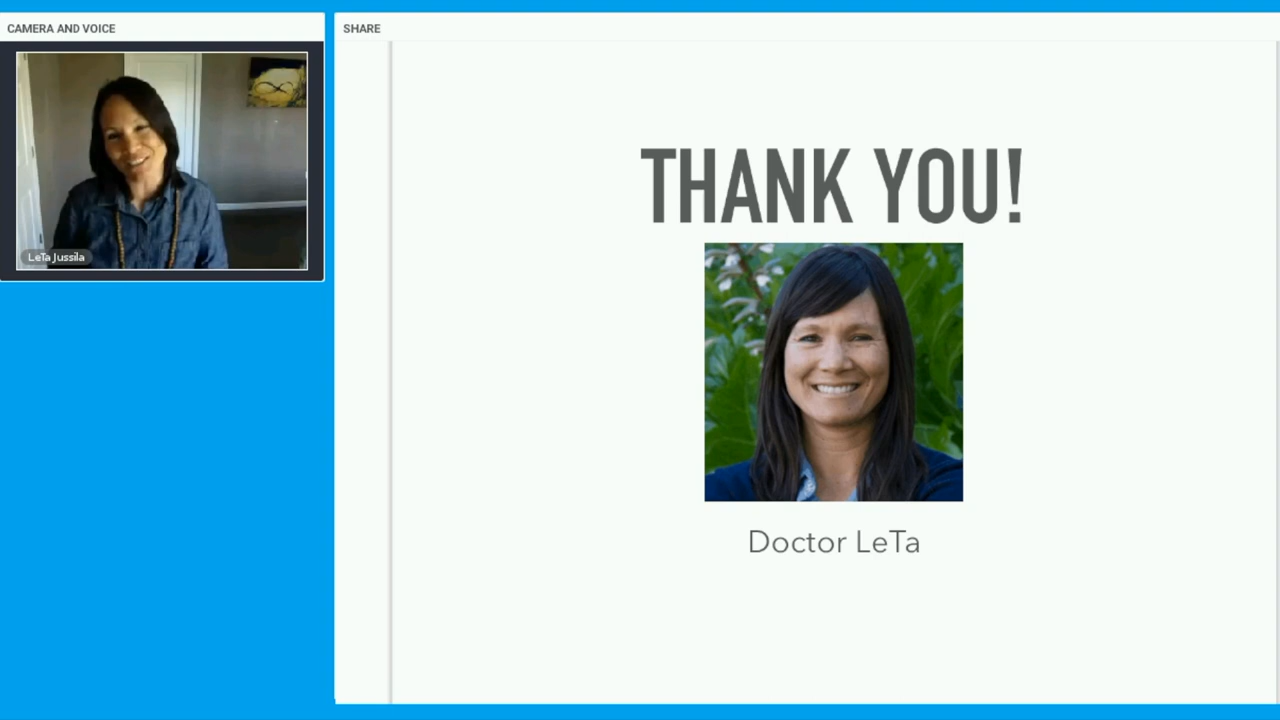 CAMERA AND VOICE
SHARE
LeTa Jussila
THANK YOU!
Doctor LeTa